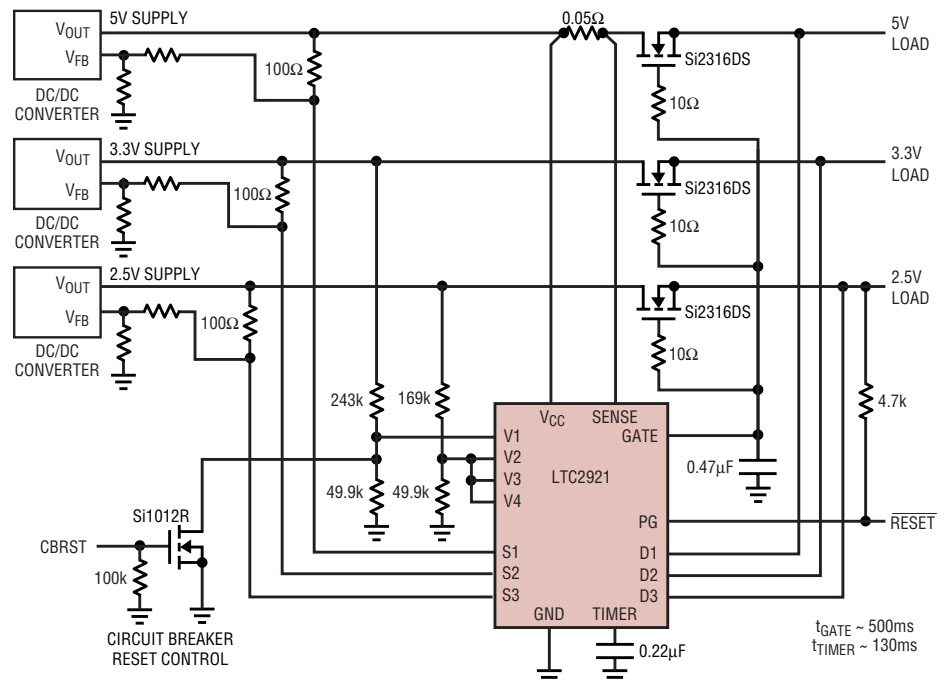 5V SUPPLY
VOUT
VFB
DC/DC
CONVERTER
100Ω
0.05Ω
Si2316DS
10Ω
5V
LOAD
3.3V SUPPLY
VOUT
VFB
DC/DC
CONVERTER
100Ω
Si2316DS
10Ω
3.3V
LOAD
2.5V SUPPLY
VOUT
VFB
DC/DC
CONVERTER
100Ω
Si2316DS
10Ω
2.5V
LOAD
243k
169k
49.9k
49.9k
4.7k
VCC
SENSE
GATE
V1
V2
V3
V4
LTC2921
0.47µF
PG
RESET
Si1012R
CBRST
100k
CIRCUIT BREAKER
RESET CONTROL
S1
S2
S3
D1
D2
D3
GND
TIMER
0.22µF
tGATE ~ 500ms
tTIMER ~ 130ms